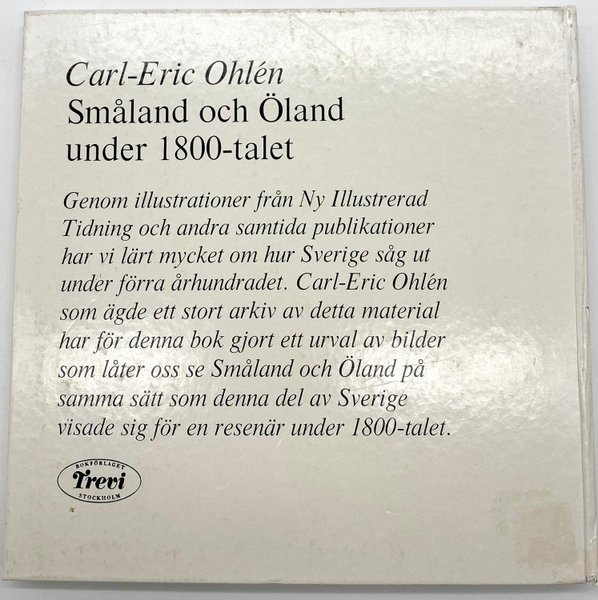 Carl-Eric Ohlén
Småland och Öland
under 1800-talet
Genom illustrationer från Ny Illustrerad
Tidning och andra samtida publikationer
har vi lärt mycket om hur Sverige såg ut
under förra århundradet. Carl-Eric Ohlén
som ägde ett stort arkiv av detta material
har för denna bok gjort ett urval av bilder
som låter oss se Småland och Öland på
samma sätt som denna del av Sverige
visade sig för en resenär under 1800-talet.
BOKFÖRLAGET
Trevi
STOCKHOLM